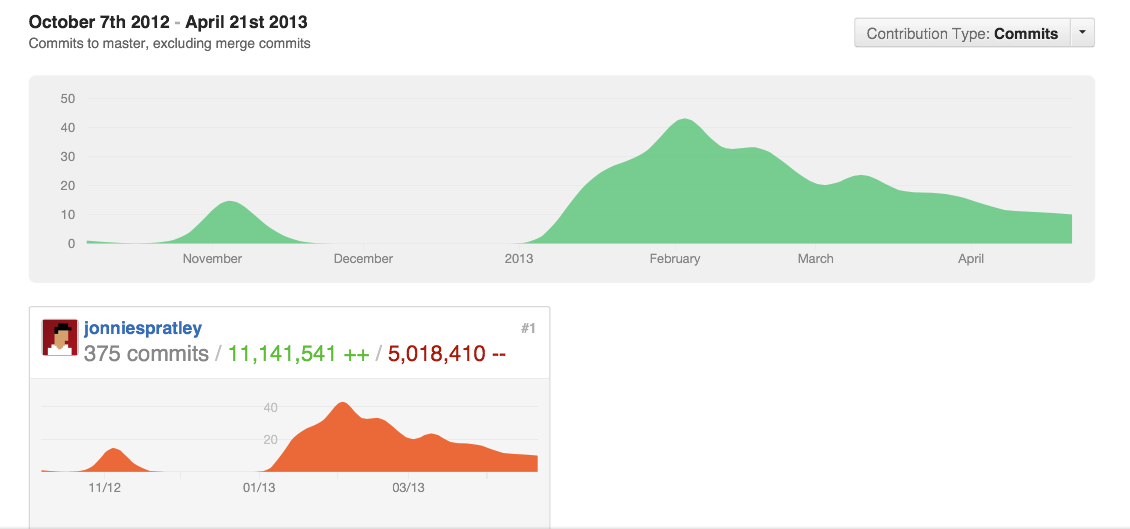 October 7th 2012 - April 21st 2013
Commits to master, excluding merge commits
Contribution Type: Commits
50
40
30
20
10
0
November December 2013 February March April
jonniespratley #1
375 commits / 11,141,541 ++ / 5,018,410 --
40
20
11/12 01/13 03/13